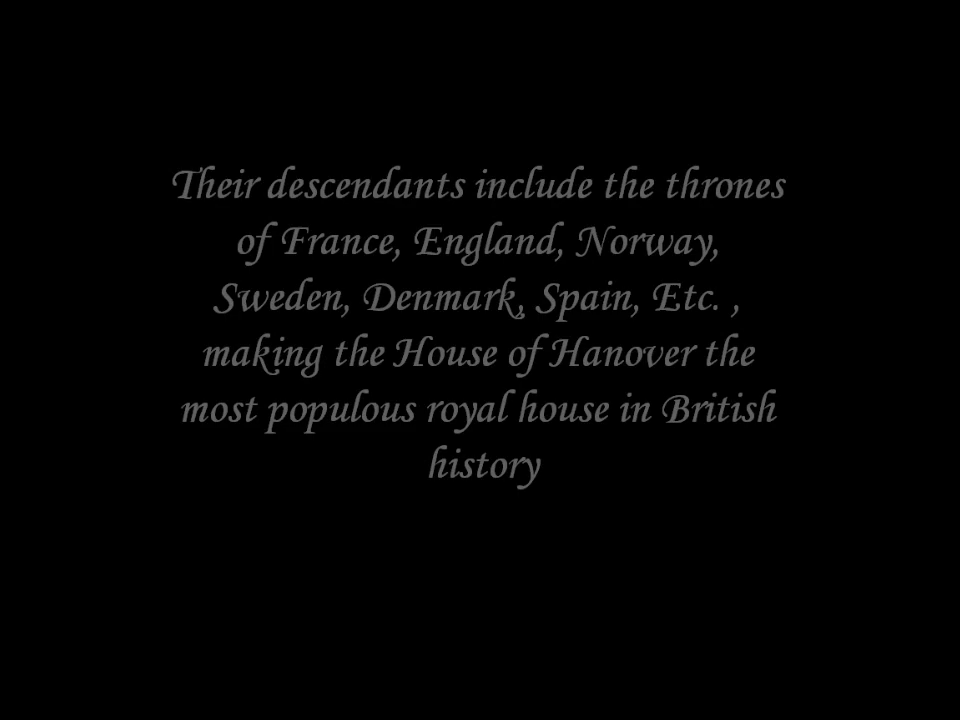 Their descendants include the thrones
of France, England, Norway,
Sweden, Denmark, Spain, Etc. ,
making the House of Hanover the
most populous royal house in British
history